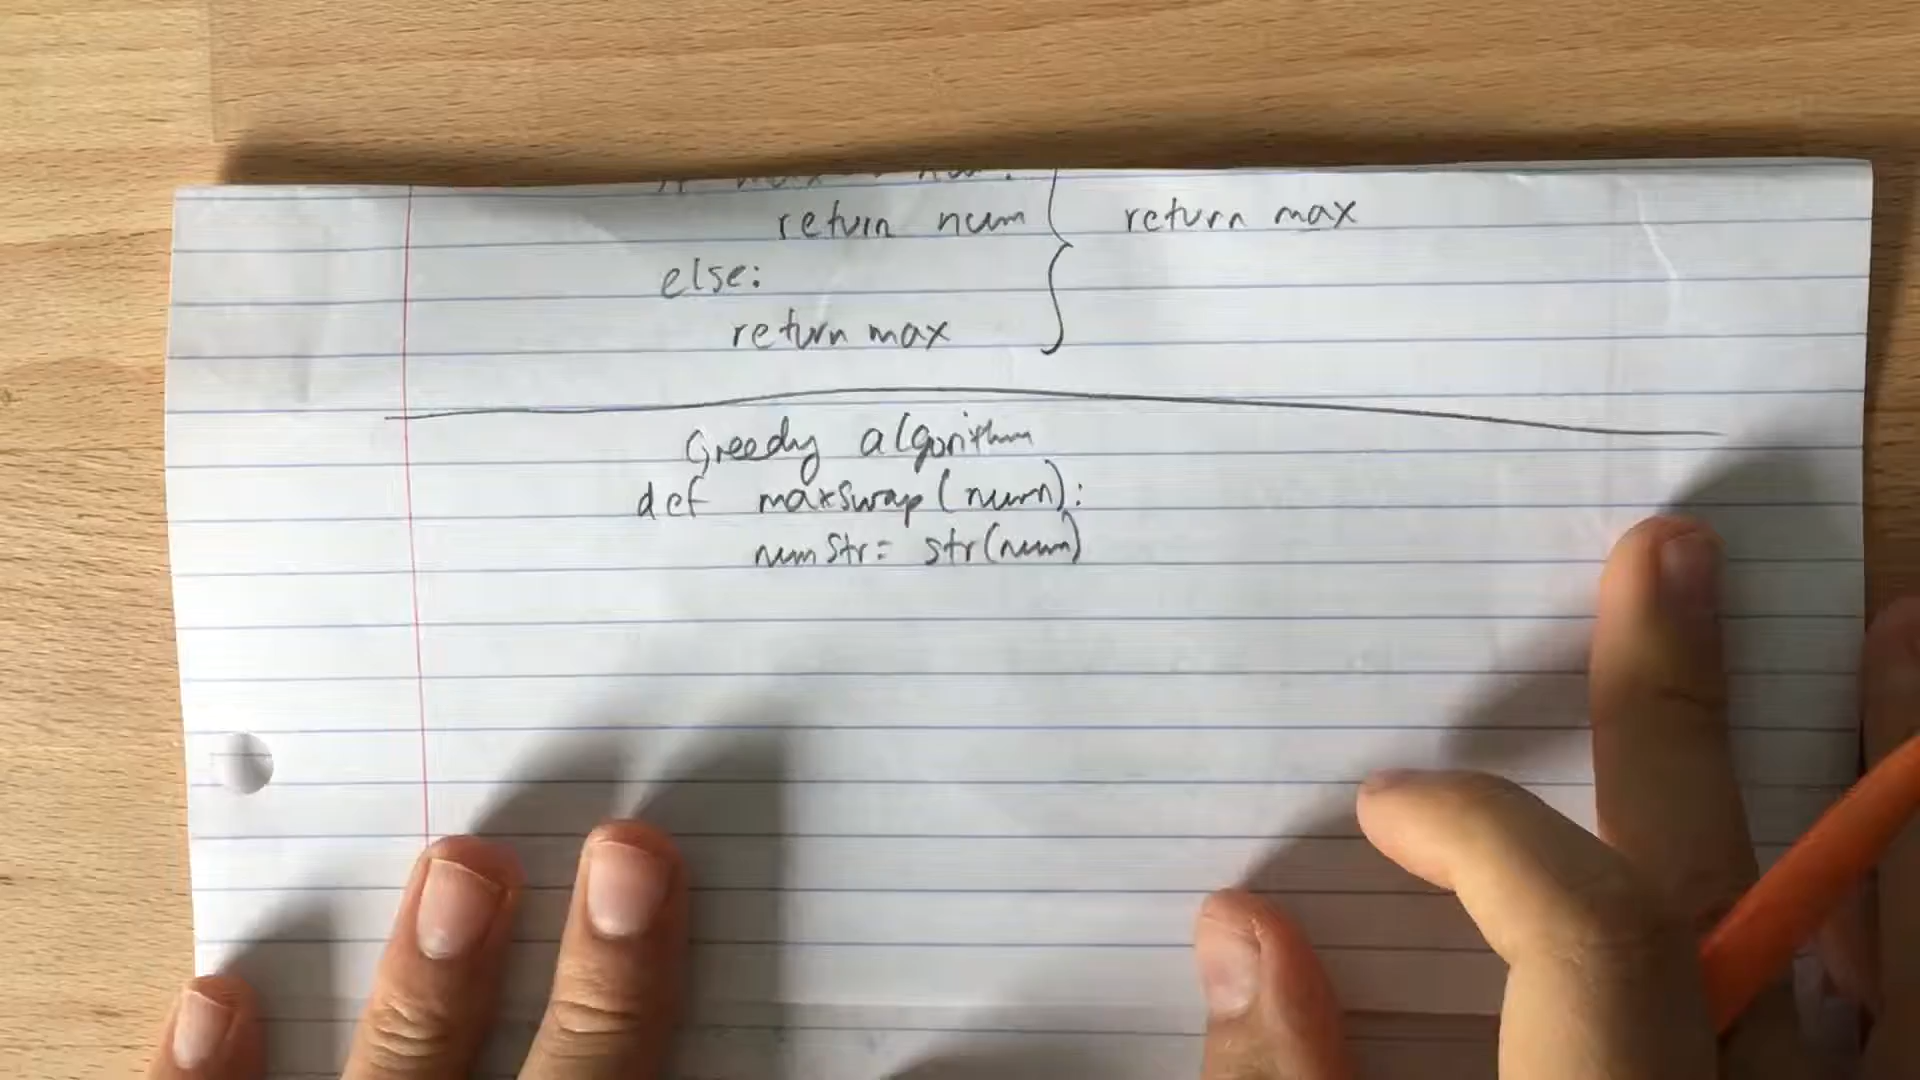 return num
return max
else:
return max
Greedy algorithm
def maxSwap(num):
numStr= str(num)